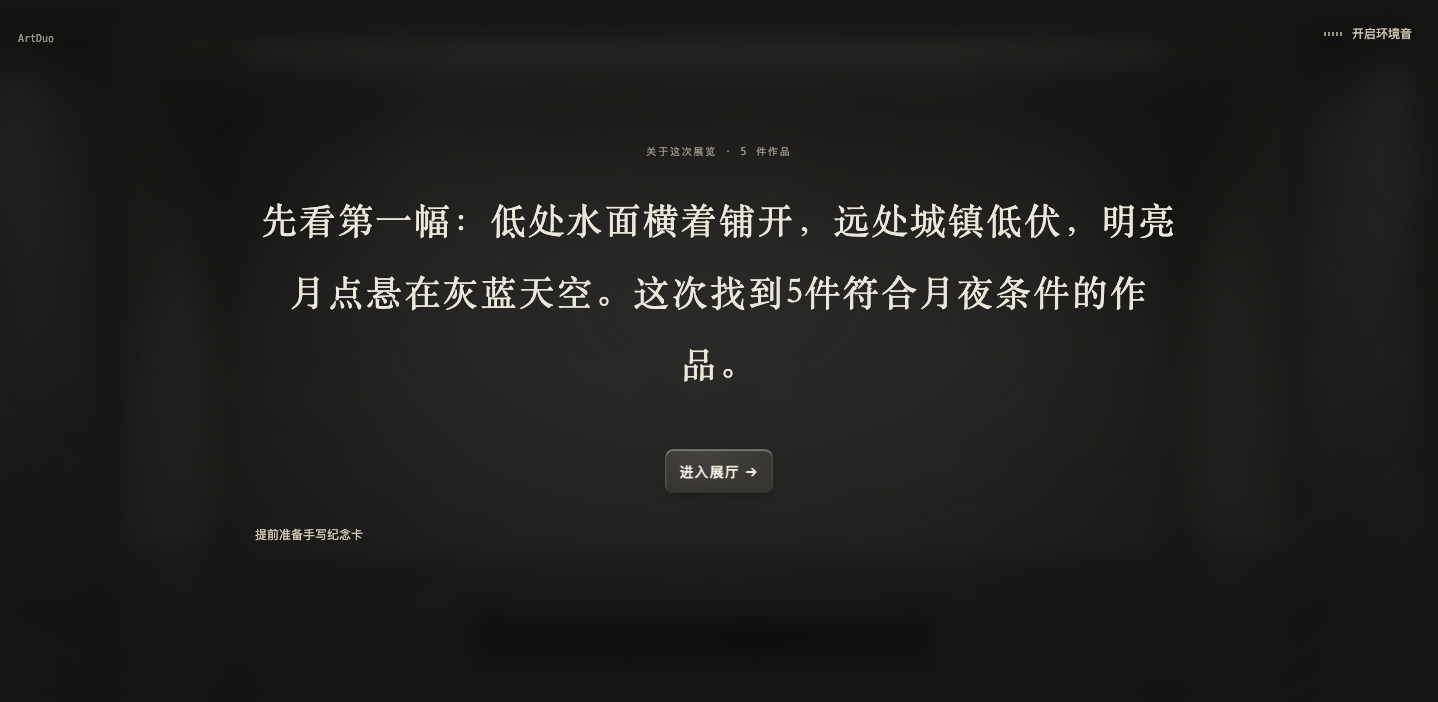 ArtDuo
开启环境音
关于这次展览 · 5 件作品
先看第一幅：低处水面横着铺开，远处城镇低伏，明亮
月点悬在灰蓝天空。这次找到5件符合月夜条件的作
品。
进入展厅 →
提前准备手写纪念卡